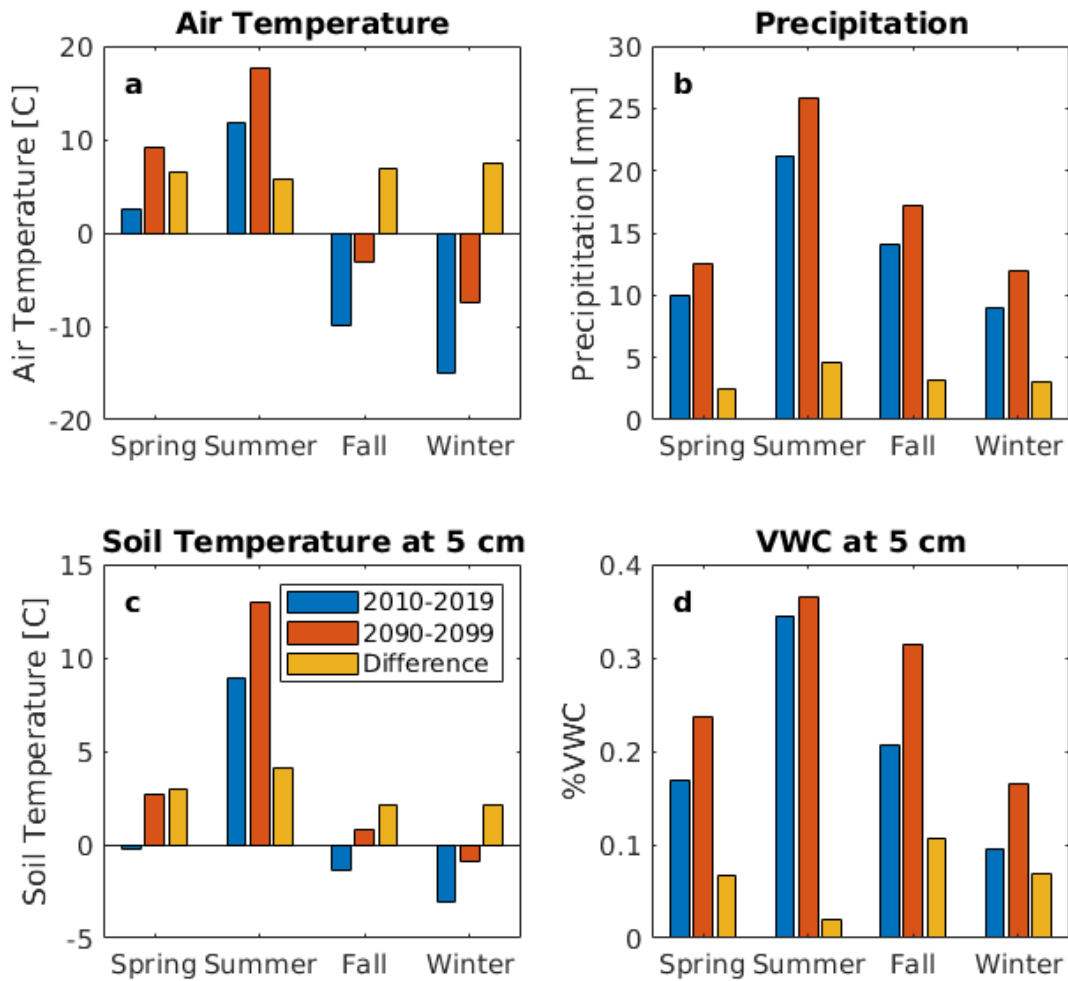 Air Temperature
a
Air Temperature [C]
20
10
0
-10
-20
Spring Summer Fall Winter
Precipitation
b
Precipititation [mm]
30
25
20
15
10
5
0
Spring Summer Fall Winter
Soil Temperature at 5 cm
c
Soil Temperature [C]
15
10
5
0
-5
2010-2019
2090-2099
Difference
Spring Summer Fall Winter
VWC at 5 cm
d
%VWC
0.4
0.3
0.2
0.1
0
Spring Summer Fall Winter